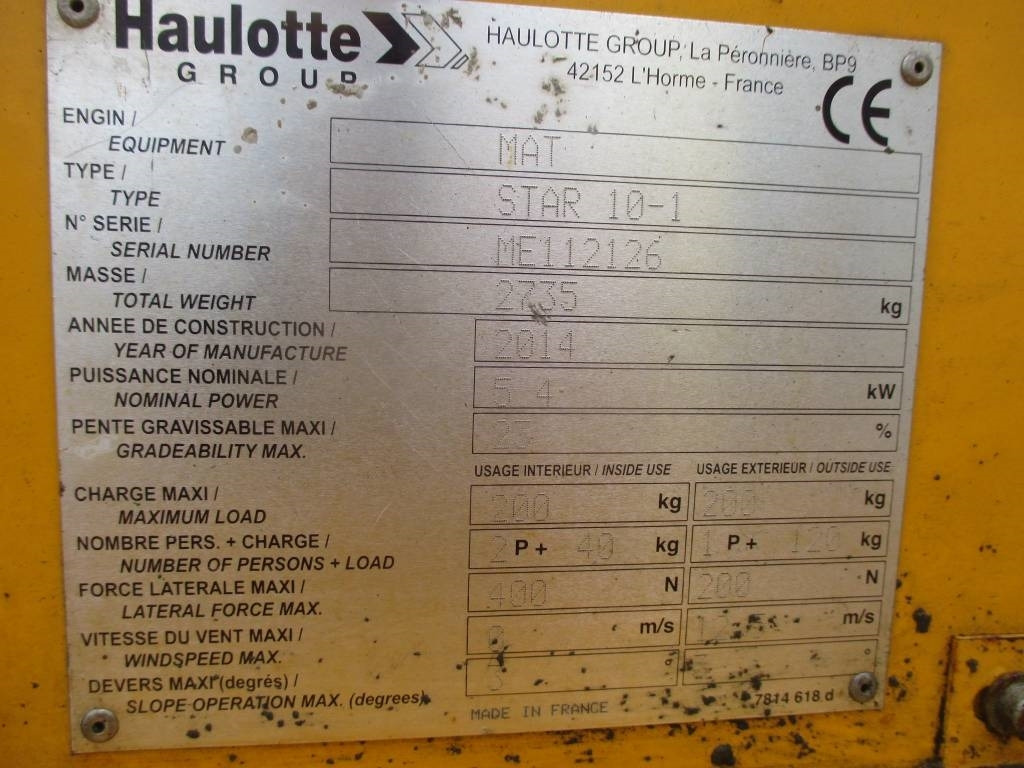 Haulotte
GROUP
HAULOTTE GROUP, La Péronnière, BP9
42152 L'Horme - France
CE
ENGIN /
EQUIPMENT MAT
TYPE /
TYPE STAR 10-1
N° SERIE /
SERIAL NUMBER ME112126
MASSE /
TOTAL WEIGHT 2735 kg
ANNEE DE CONSTRUCTION /
YEAR OF MANUFACTURE 2014
PUISSANCE NOMINALE /
NOMINAL POWER 5 4 kW
PENTE GRAVISSABLE MAXI /
GRADEABILITY MAX. 23 %
USAGE INTERIEUR / INSIDE USE USAGE EXTERIEUR / OUTSIDE USE
CHARGE MAXI /
MAXIMUM LOAD 200 kg 200 kg
NOMBRE PERS. + CHARGE /
NUMBER OF PERSONS + LOAD 2 P + 40 kg 1 P + 120 kg
FORCE LATERALE MAXI /
LATERAL FORCE MAX. 400 N 200 N
VITESSE DU VENT MAXI /
WINDSPEED MAX. 0 m/s m/s
DEVERS MAXI (degrés) /
SLOPE OPERATION MAX. (degrees) ° °
MADE IN FRANCE 7814 618 d